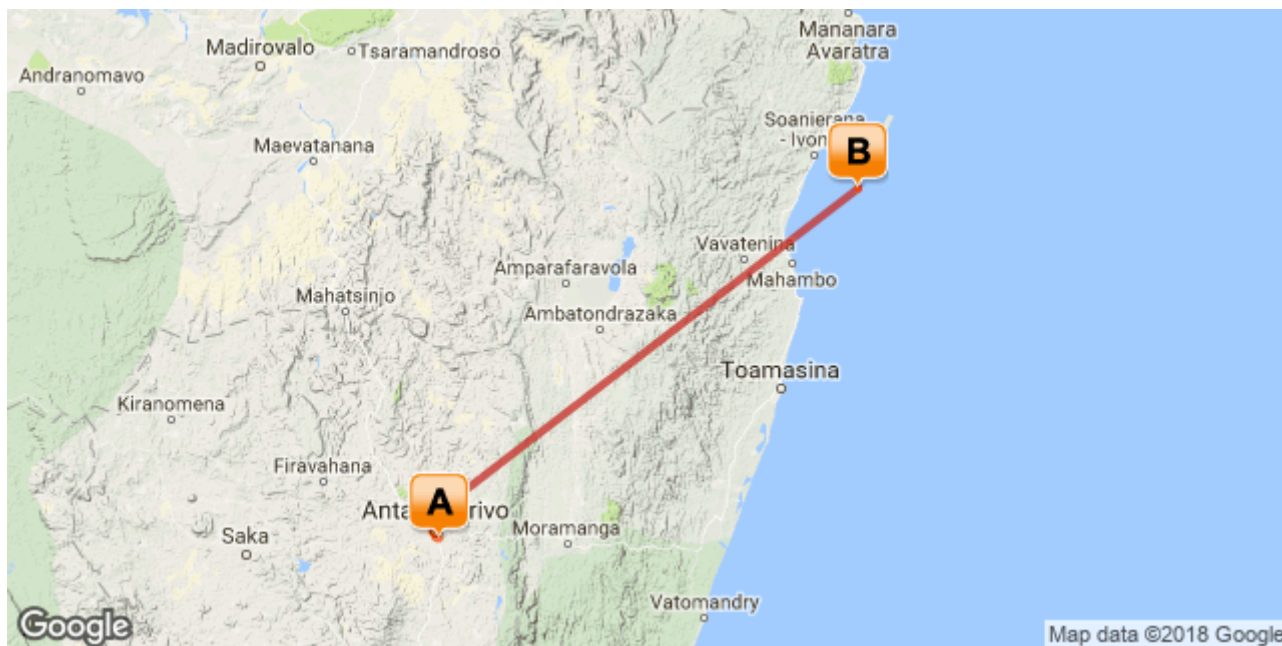 Mananara
Avaratra
Madirovalo
Tsaramandroso
Andranomavo
Soanierana
B
Maevatanana
Vavatenina
Amparafaravola
Mahambo
Mahatsinjo
Ambatondrazaka
Toamasina
Kiranomena
Firavahana
A
Moramanga
Saka
Vatomandry
Google
Map data ©2018 Google